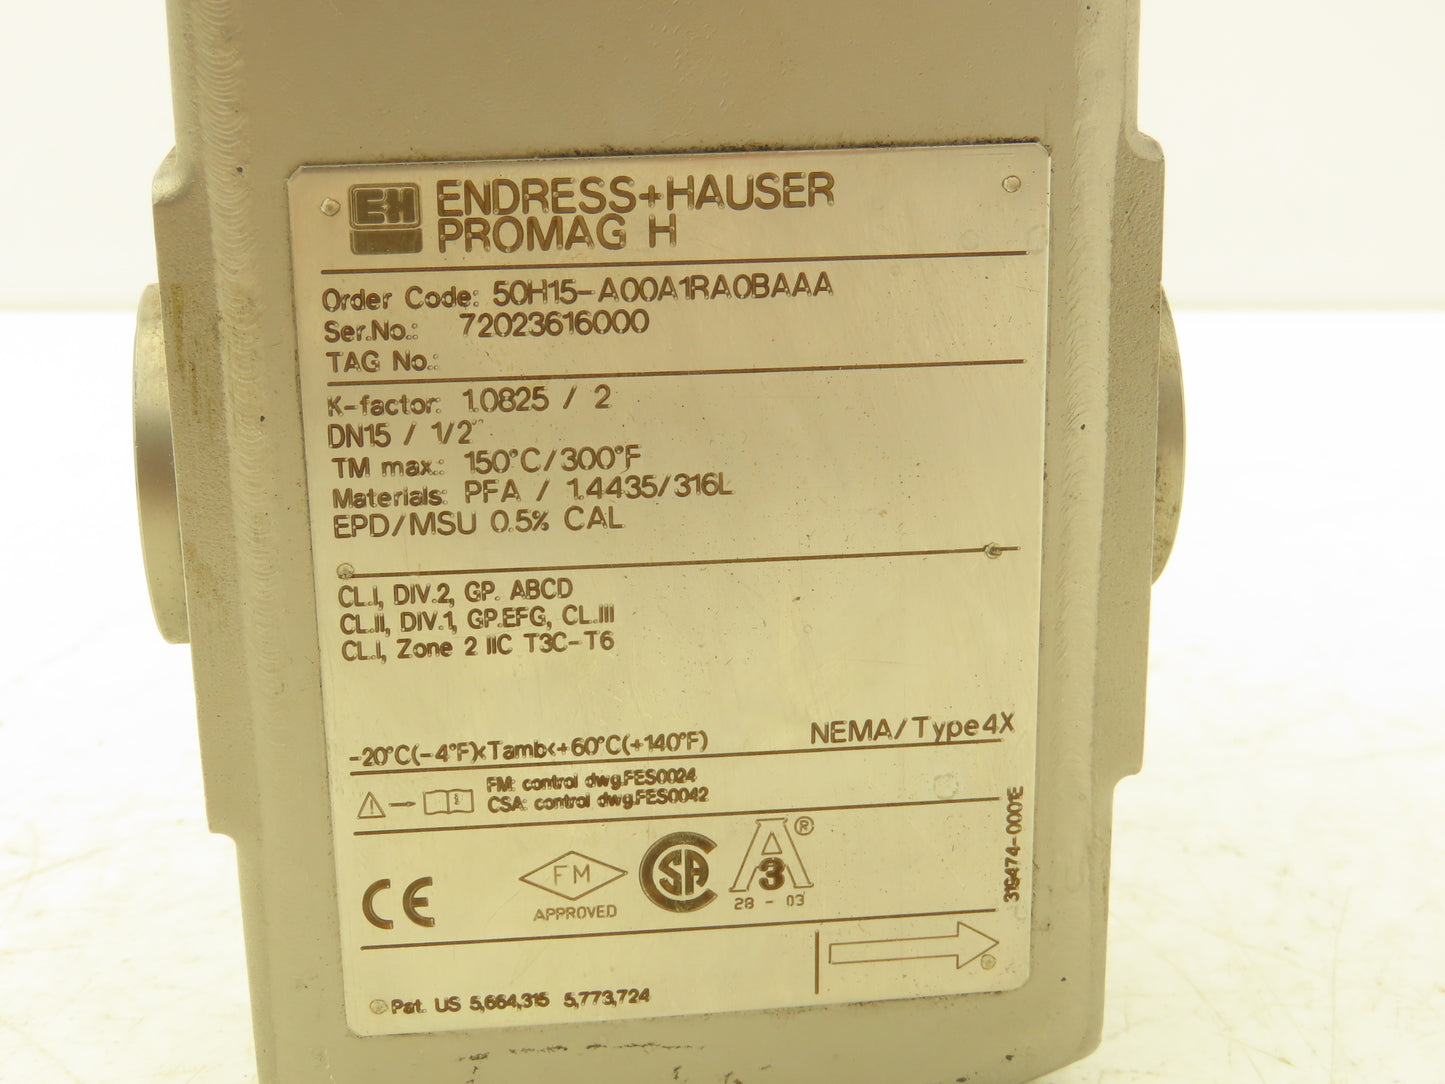 E+H ENDRESS+HAUSER
PROMAG H
Order Code: 50H15-A00A1RA0BAAA
Ser.No.: 72023616000
TAG No.:
K-factor: 1.0825 / 2
DN15 / 1/2"
TM max.: 150°C/300°F
Materials: PFA / 1.4435/316L
EPD/MSU 0.5% CAL
CL.I, DIV.2, GP. ABCD
CL.II, DIV.1, GP.EFG, CL.III
CL.I, Zone 2 IIC T3C-T6
-20°C(-4°F)<Tamb<+60°C(+140°F) NEMA/Type4X
FM: control dwg.FES0024
CSA: control dwg.FES0042
319474-0001E
CE FM APPROVED CSA A 3 ® 28 - 03
Pat. US 5,664,315 5,773,724